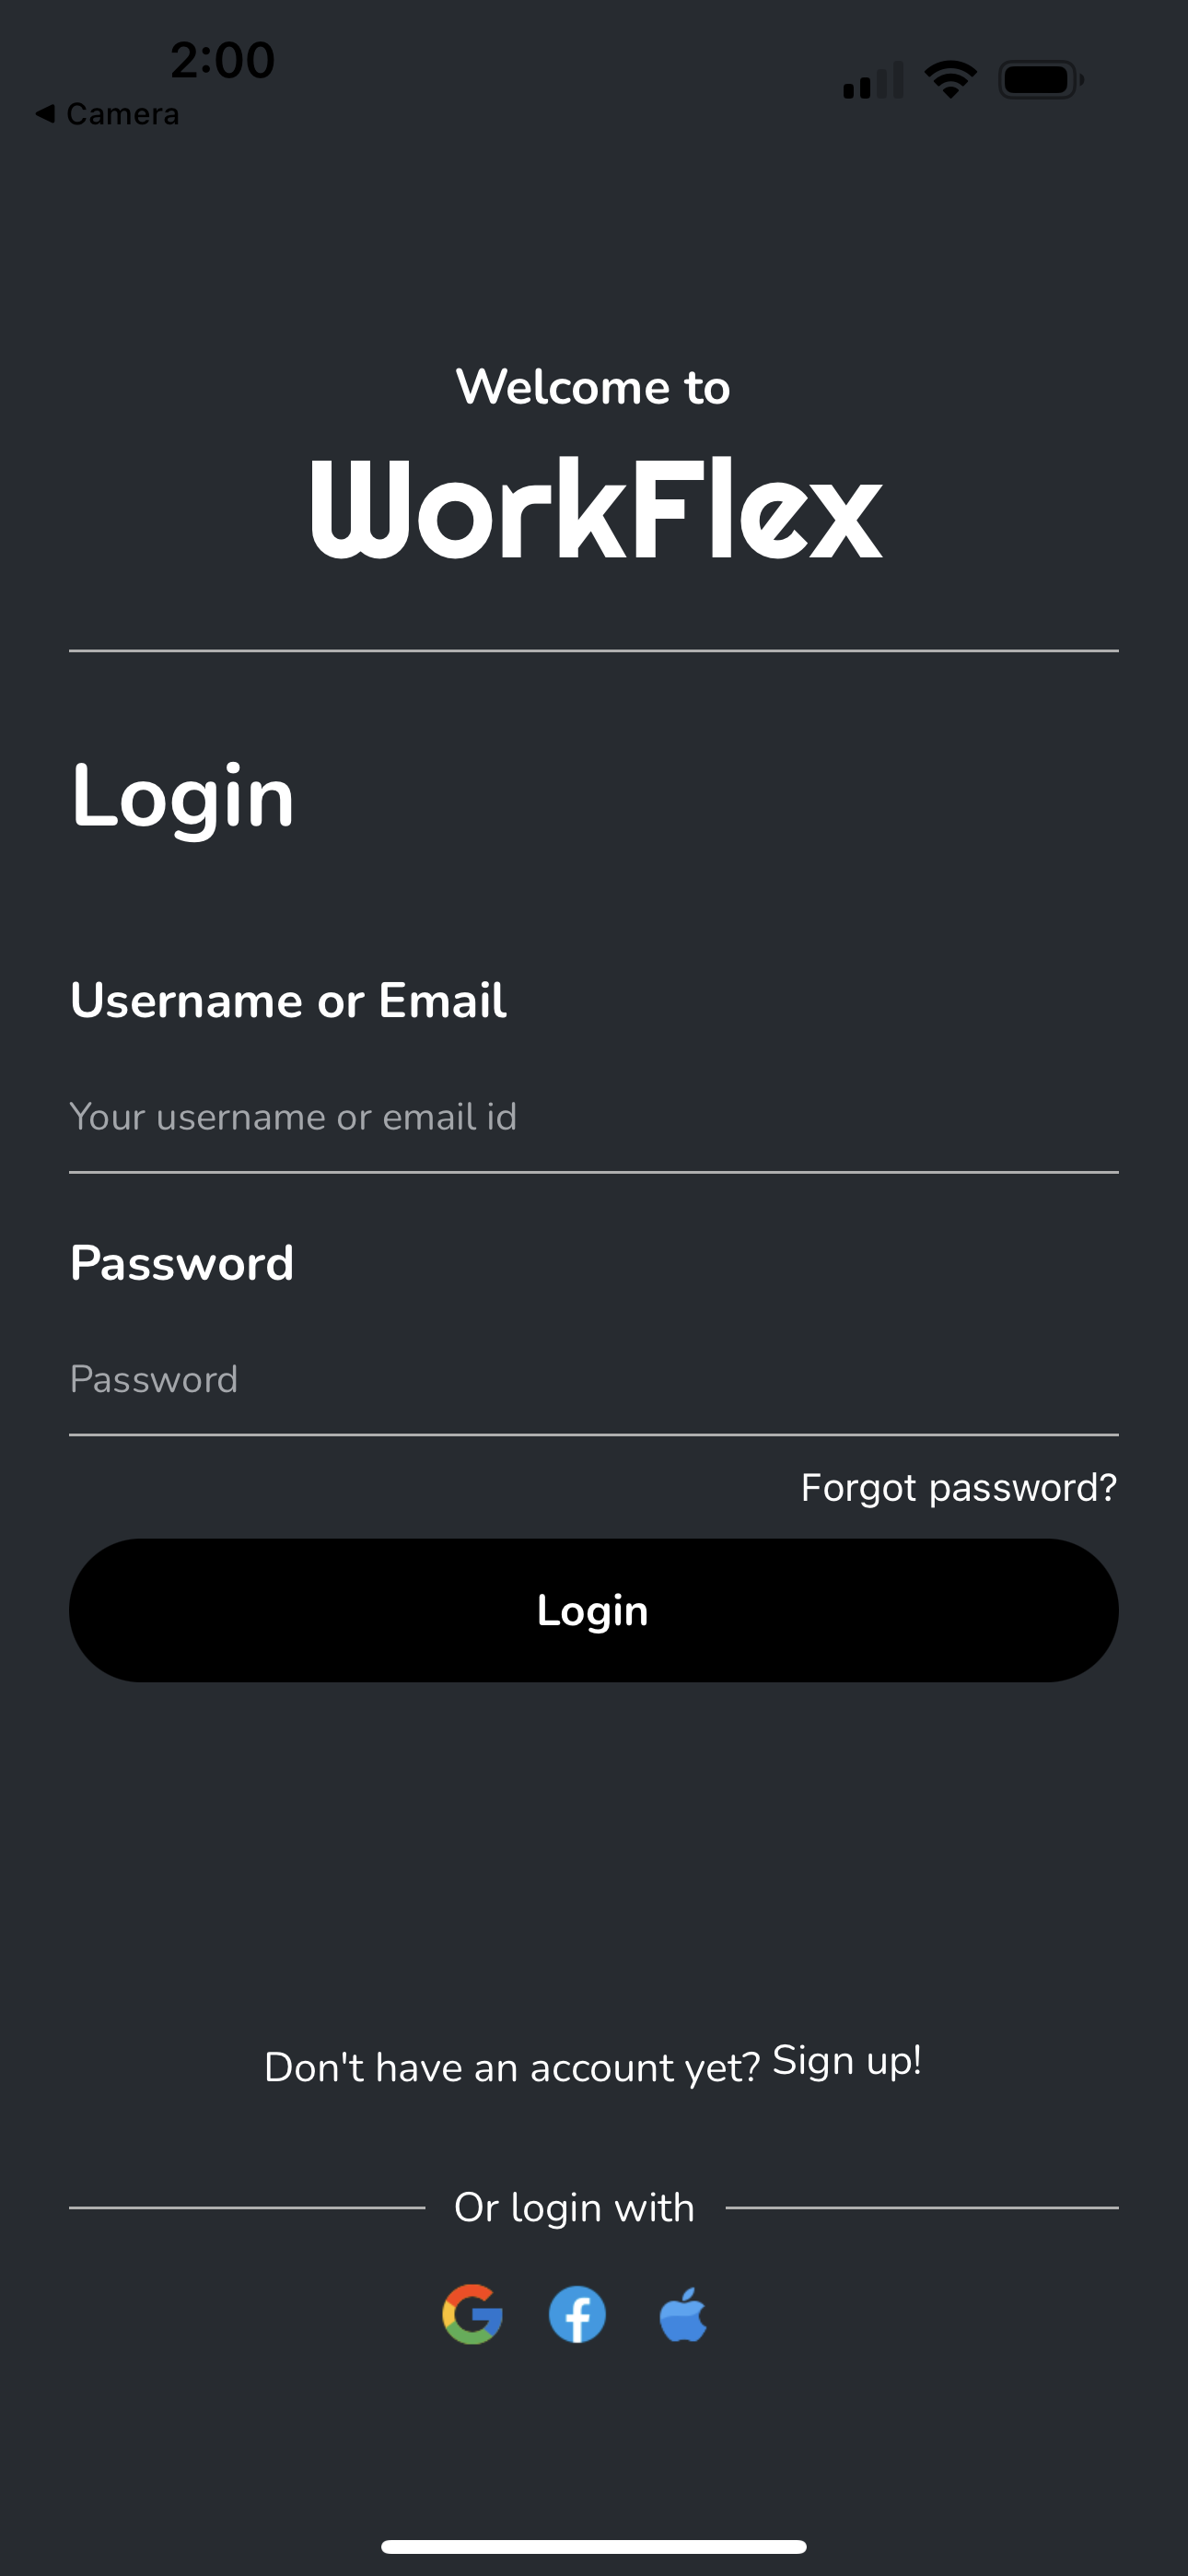 2:00
◀ Camera
Welcome to
WorkFlex
Login
Username or Email
Your username or email id
Password
Password
Forgot password?
Login
Don't have an account yet? Sign up!
Or login with